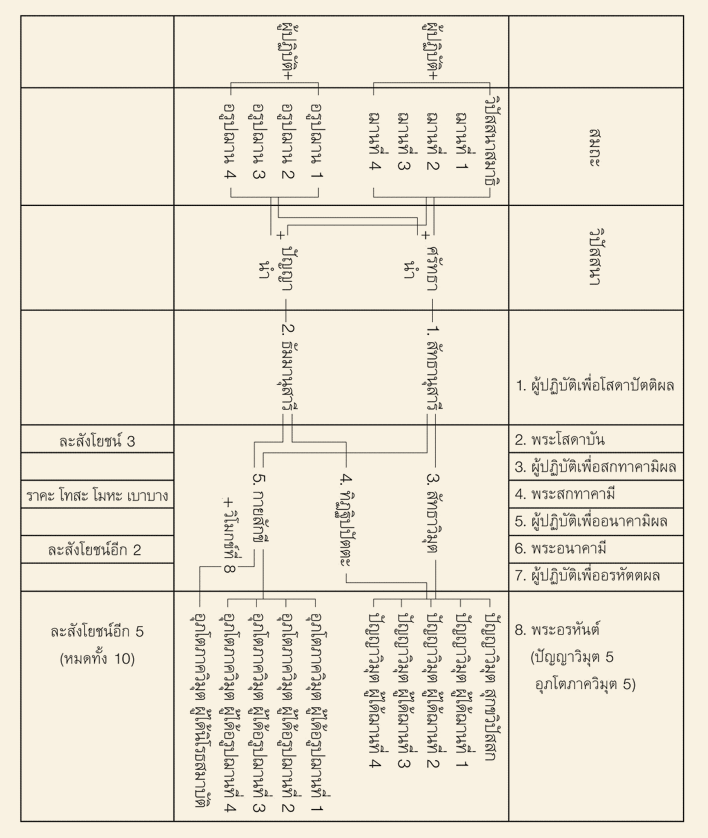 ผู้ปฏิบัติ+
ผู้ปฏิบัติ+
อรูปฌาน 4
อรูปฌาน 3
อรูปฌาน 2
อรูปฌาน 1
ฌานที่ 4
ฌานที่ 3
ฌานที่ 2
ฌานที่ 1
วิปัสสนาสมาธิ
สมถะ
+ ปัญญา
นำ
+ ศรัทธา
นำ
วิปัสสนา
2. ธัมมานุสารี
1. สัทธานุสารี
1. ผู้ปฏิบัติเพื่อโสดาปัตติผล
ละสังโยชน์ 3
2. พระโสดาบัน
3. ผู้ปฏิบัติเพื่อสกทาคามิผล
ราคะ โทสะ โมหะ เบาบาง
4. พระสกทาคามี
5. ผู้ปฏิบัติเพื่ออนาคามิผล
ละสังโยชน์อีก 2
6. พระอนาคามี
7. ผู้ปฏิบัติเพื่ออรหัตตผล
5. กายสักขี
+ วิโมกข์ที่ 8
4. ทิฏฐิปปัตตะ
3. สัทธาวิมุต
ละสังโยชน์อีก 5
(หมดทั้ง 10)
อุภโตภาควิมุต ผู้ได้นิโรธสมาบัติ
อุภโตภาควิมุต ผู้ได้อรูปฌานที่ 4
อุภโตภาควิมุต ผู้ได้อรูปฌานที่ 3
อุภโตภาควิมุต ผู้ได้อรูปฌานที่ 2
อุภโตภาควิมุต ผู้ได้อรูปฌานที่ 1
ปัญญาวิมุต ผู้ได้ฌานที่ 4
ปัญญาวิมุต ผู้ได้ฌานที่ 3
ปัญญาวิมุต ผู้ได้ฌานที่ 2
ปัญญาวิมุต ผู้ได้ฌานที่ 1
ปัญญาวิมุต สุกขวิปัสสก
8. พระอรหันต์
(ปัญญาวิมุต 5
อุภโตภาควิมุต 5)